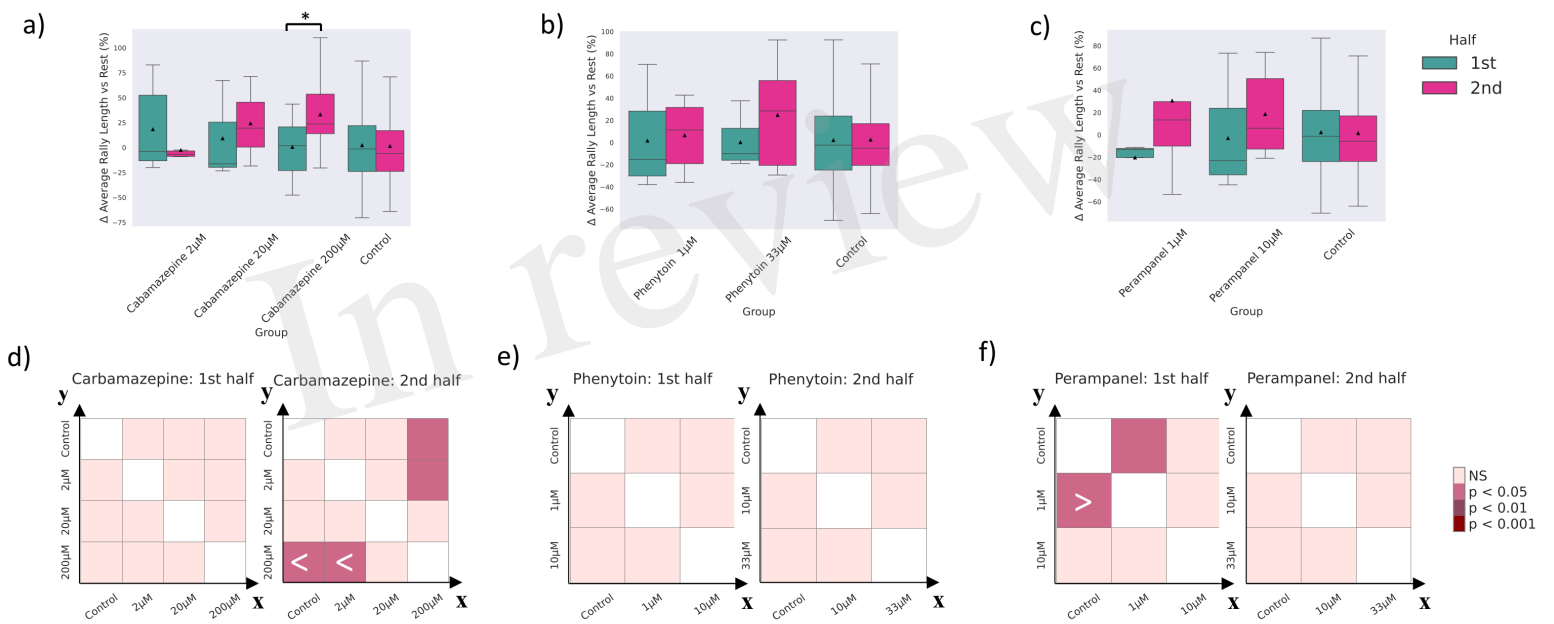 a)
*
Δ Average Rally Length vs Rest (%)
100
75
50
25
0
−25
−50
−75
Cabamazepine 2μM
Cabamazepine 20μM
Cabamazepine 200μM
Control
Group
b)
Δ Average Rally Length vs Rest (%)
100
80
60
40
20
0
−20
−40
−60
Phenytoin 1μM
Phenytoin 33μM
Control
Group
c)
Δ Average Rally Length vs Rest (%)
80
60
40
20
0
−20
−40
−60
Perampanel 1μM
Perampanel 10μM
Control
Group
Half
1st
2nd
In review
d)
Carbamazepine: 1st half
y
Control
2μM
20μM
200μM
Control
2μM
20μM
200μM
x
Carbamazepine: 2nd half
y
< <
Control
2μM
20μM
200μM
x
e)
Phenytoin: 1st half
y
Control
1μM
10μM
Control
1μM
10μM
x
Phenytoin: 2nd half
y
Control
10μM
33μM
Control
10μM
33μM
x
f)
Perampanel: 1st half
y
Control
1μM
10μM
>
Control
1μM
10μM
x
Perampanel: 2nd half
y
Control
10μM
33μM
Control
10μM
33μM
x
NS
p < 0.05
p < 0.01
p < 0.001